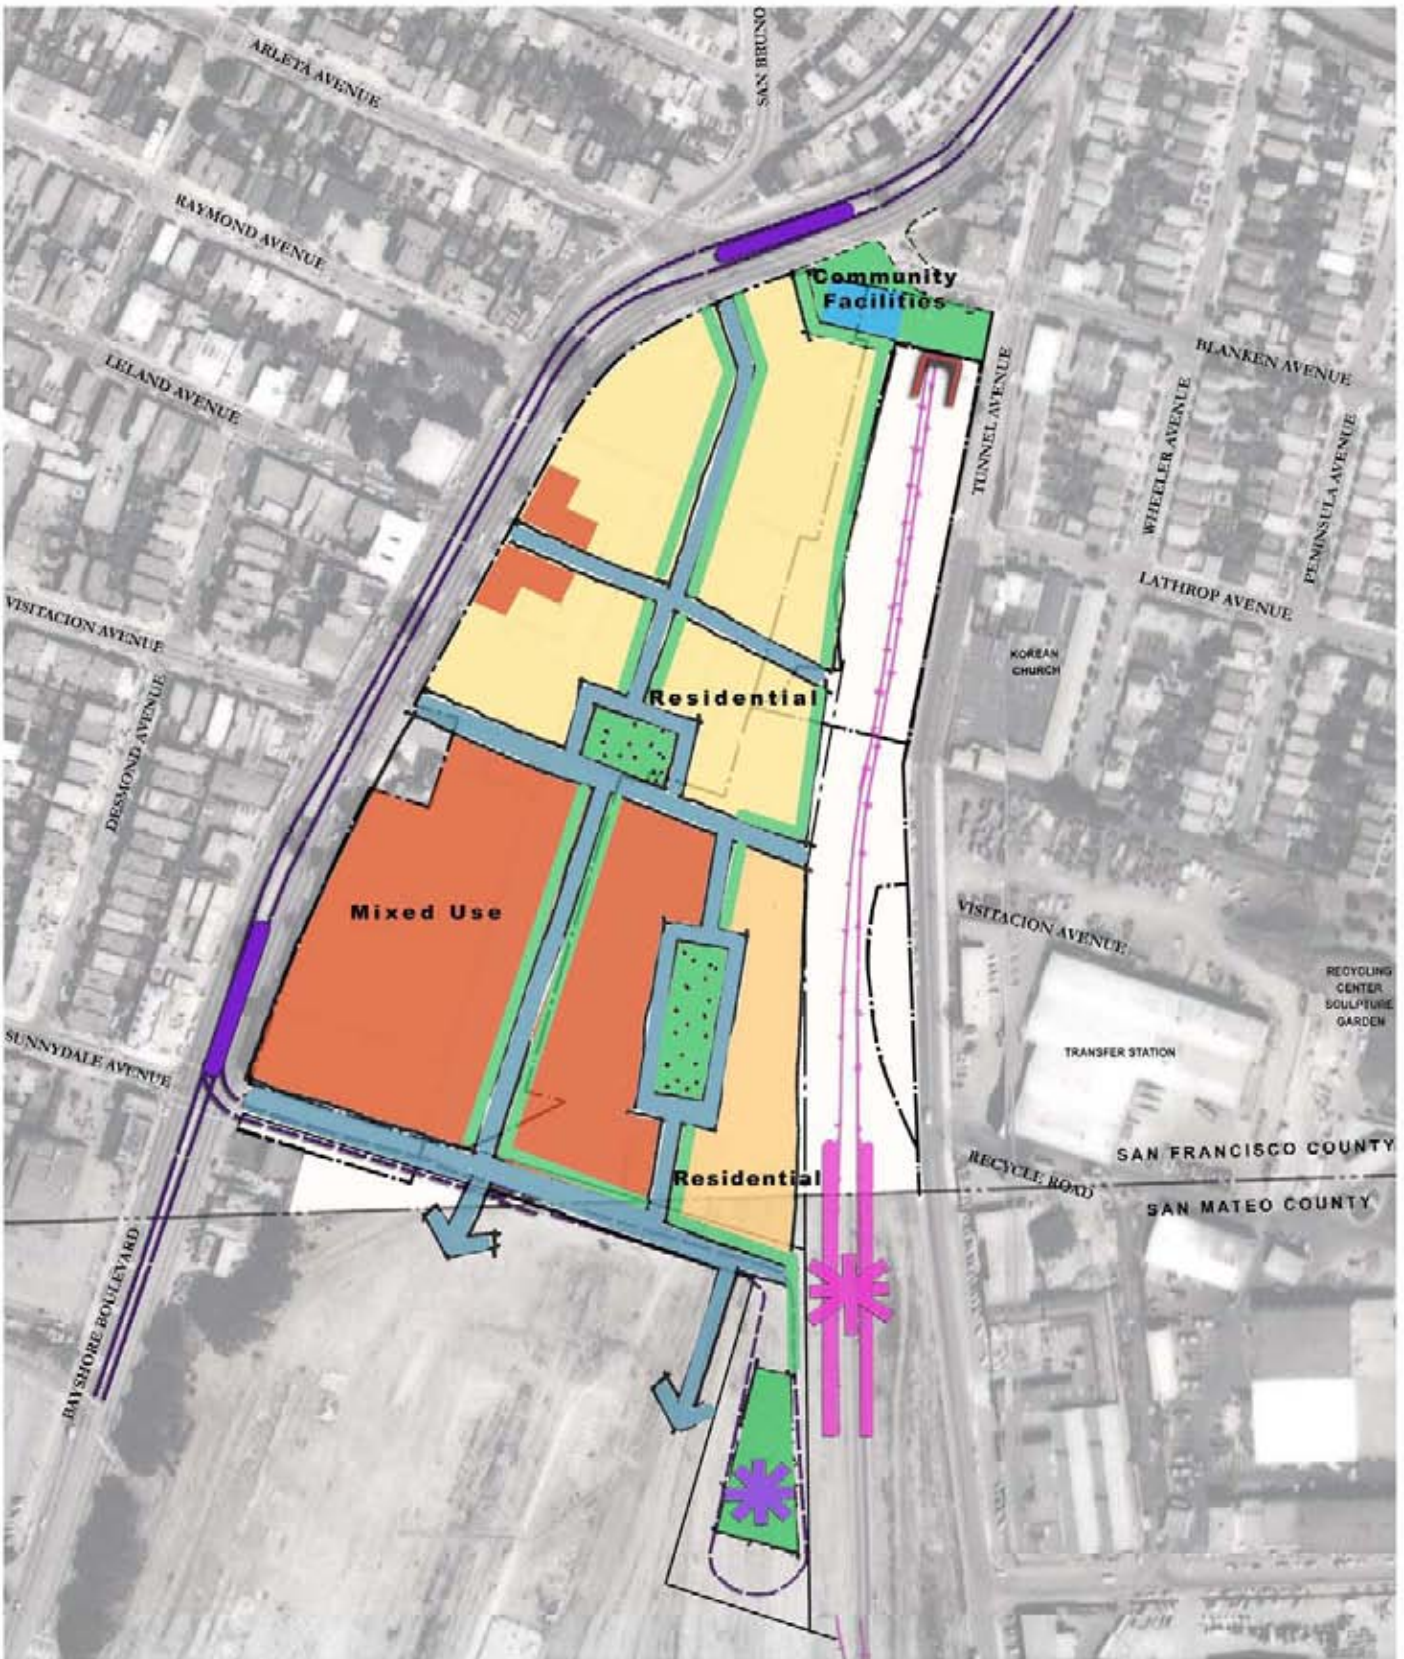 SAN BRUNO
ARLETA AVENUE
RAYMOND AVENUE
Community
Facilities
BLANKEN AVENUE
LELAND AVENUE
TUNNEL AVENUE
WHEELER AVENUE
PENINSULA AVENUE
LATHROP AVENUE
VISITACION AVENUE
KOREAN
CHURCH
Residential
DESMOND AVENUE
Mixed Use
VISITACION AVENUE
RECYCLING
CENTER
SCULPTURE
GARDEN
SUNNYDALE AVENUE
TRANSFER STATION
SAN FRANCISCO COUNTY
RECYCLE ROAD
Residential
SAN MATEO COUNTY
BAYSHORE BOULEVARD